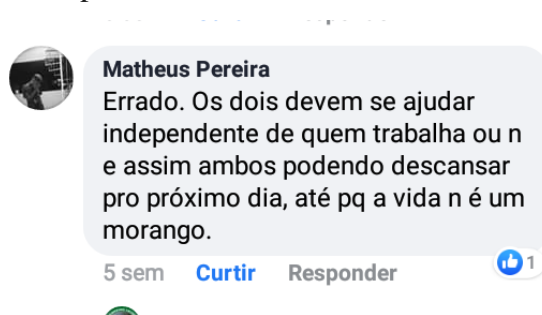 Matheus Pereira
Errado. Os dois devem se ajudar
independente de quem trabalha ou n
e assim ambos podendo descansar
pro próximo dia, até pq a vida n é um
morango.
5 sem Curtir Responder 1